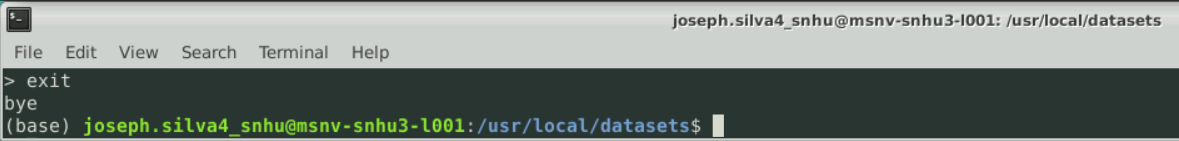 joseph.silva4_snhu@msnv-snhu3-l001: /usr/local/datasets
File Edit View Search Terminal Help
> exit
bye
(base) joseph.silva4_snhu@msnv-snhu3-l001:/usr/local/datasets$